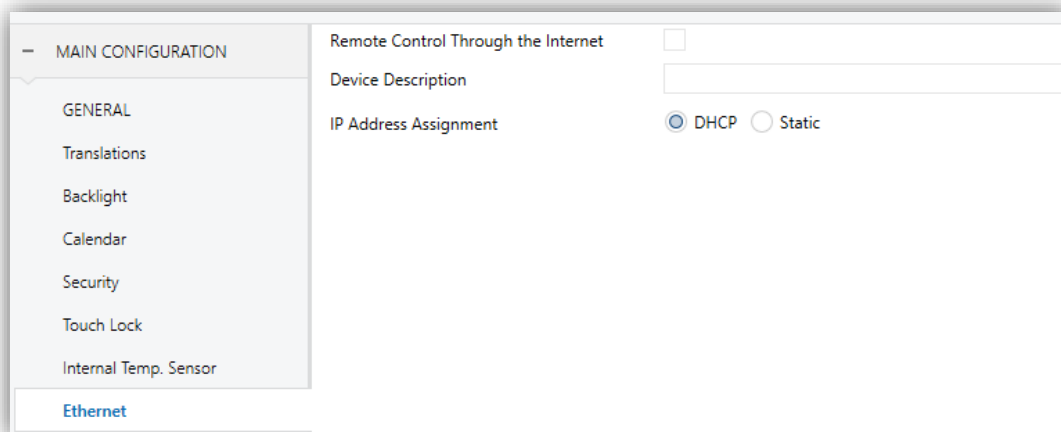 − MAIN CONFIGURATION
GENERAL
Translations
Backlight
Calendar
Security
Touch Lock
Internal Temp. Sensor
Ethernet
Remote Control Through the Internet
Device Description
IP Address Assignment DHCP Static